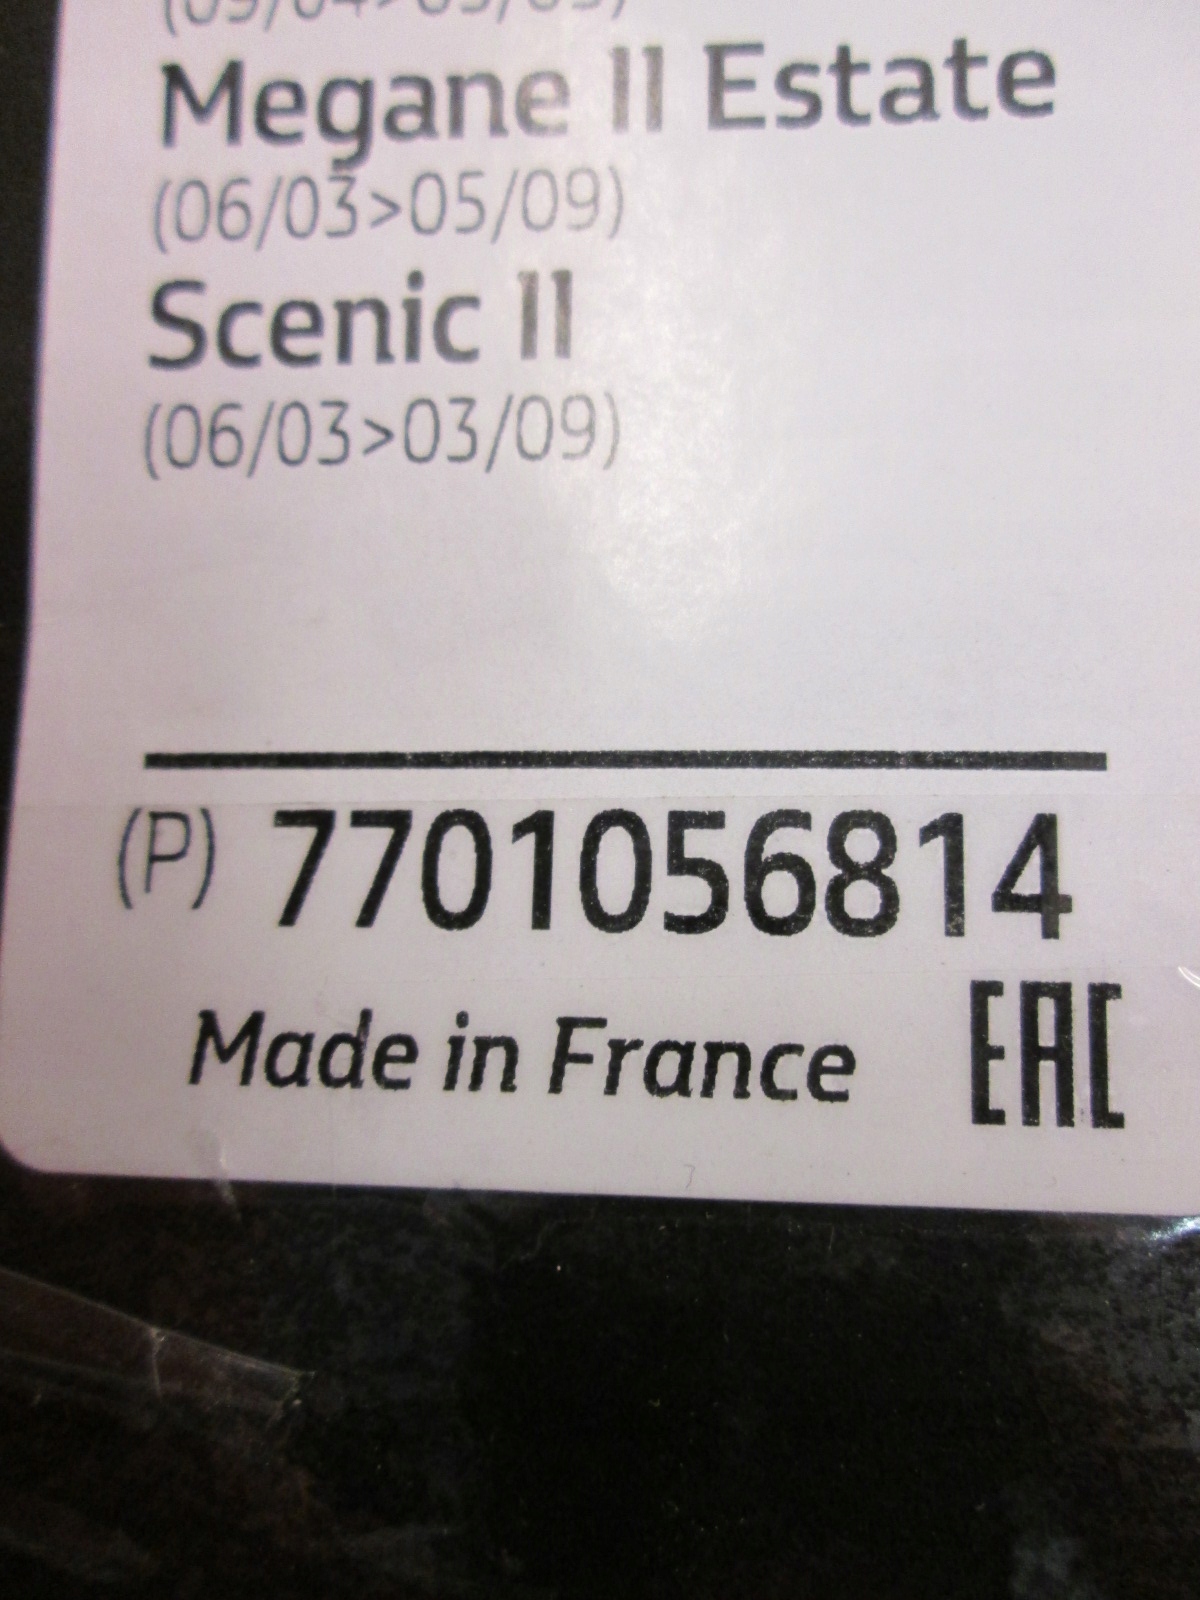 Megane II Estate
(06/03>05/09)
Scenic II
(06/03>03/09)
(P) 7701056814
Made in France EAC